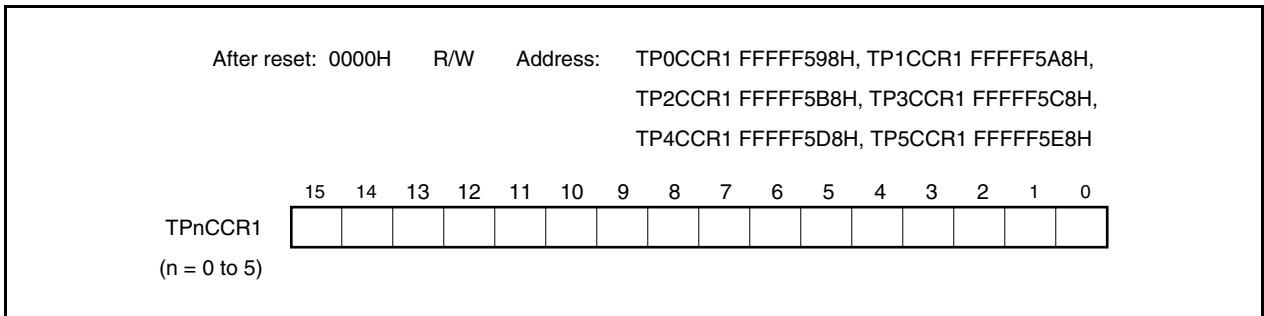 After reset: 0000H R/W Address: TP0CCR1 FFFFF598H, TP1CCR1 FFFFF5A8H,
TP2CCR1 FFFFF5B8H, TP3CCR1 FFFFF5C8H,
TP4CCR1 FFFFF5D8H, TP5CCR1 FFFFF5E8H
15 14 13 12 11 10 9 8 7 6 5 4 3 2 1 0
TPnCCR1
(n = 0 to 5)